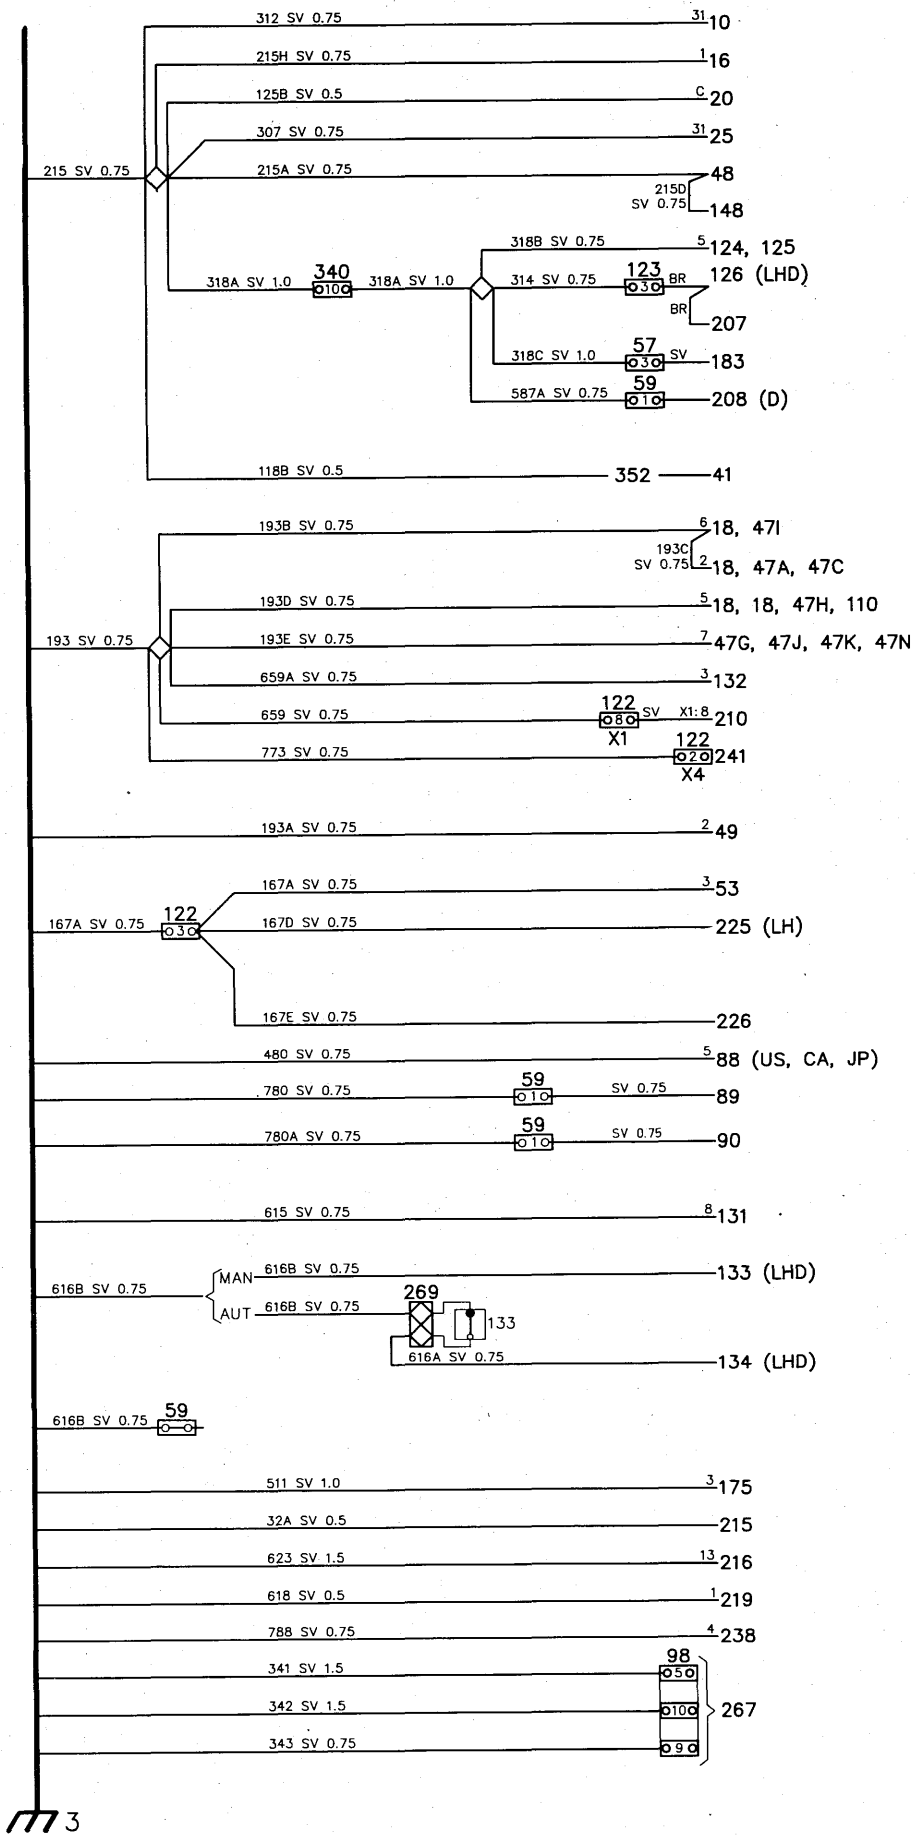 312 SV 0.75 31 10
215H SV 0.75 1 16
125B SV 0.5 C 20
307 SV 0.75 31 25
215 SV 0.75 215A SV 0.75 48
215D
SV 0.75 148
318B SV 0.75 5 124, 125
318A SV 1.0 340 10 318A SV 1.0 314 SV 0.75 123 3 BR 126 (LHD)
BR 207
318C SV 1.0 57 3 SV 183
587A SV 0.75 59 1 208 (D)
118B SV 0.5 352 41
193B SV 0.75 6 18, 47I
193C
SV 0.75 2 18, 47A, 47C
193D SV 0.75 5 18, 18, 47H, 110
193 SV 0.75 193E SV 0.75 7 47G, 47J, 47K, 47N
659A SV 0.75 3 132
659 SV 0.75 122 8 X1 SV X1:8 210
773 SV 0.75 122 2 X4 241
193A SV 0.75 2 49
167A SV 0.75 3 53
167A SV 0.75 122 3 167D SV 0.75 225 (LH)
167E SV 0.75 226
480 SV 0.75 5 88 (US, CA, JP)
780 SV 0.75 59 1 SV 0.75 89
780A SV 0.75 59 1 SV 0.75 90
615 SV 0.75 8 131
616B SV 0.75 MAN 616B SV 0.75 133 (LHD)
AUT 616B SV 0.75 269 133
616A SV 0.75 134 (LHD)
616B SV 0.75 59
511 SV 1.0 3 175
32A SV 0.5 215
623 SV 1.5 13 216
618 SV 0.5 1 219
788 SV 0.75 4 238
341 SV 1.5 98 5
342 SV 1.5 10 267
343 SV 0.75 9
3